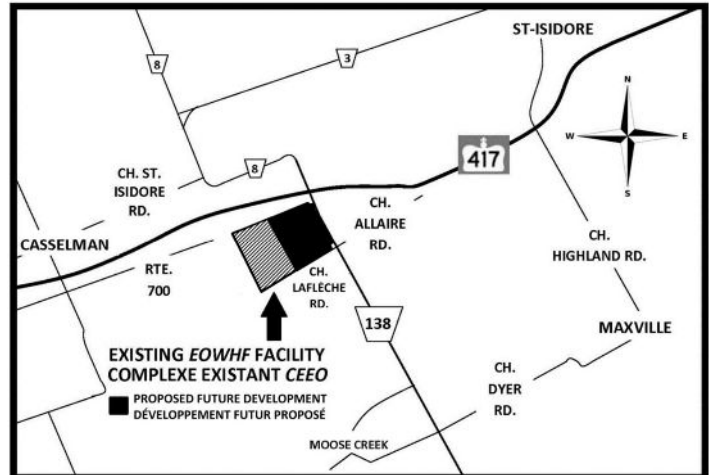 ST-ISIDORE
8
3
N
W
E
S
417
CH. ST.
ISIDORE
RD.
8
CH.
ALLAIRE
RD.
CH.
HIGHLAND RD.
CASSELMAN
RTE.
700
CH.
LAFLÈCHE
RD.
138
MAXVILLE
EXISTING EOWHF FACILITY
COMPLEXE EXISTANT CEEO
PROPOSED FUTURE DEVELOPMENT
DÉVELOPPEMENT FUTUR PROPOSÉ
CH.
DYER
RD.
MOOSE CREEK